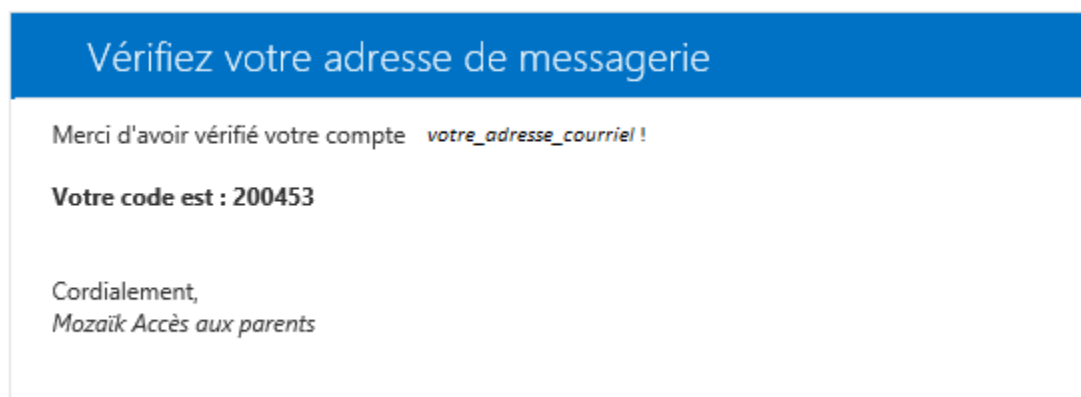 Vérifiez votre adresse de messagerie
Merci d'avoir vérifié votre compte votre_adresse_courriel !
Votre code est : 200453
Cordialement,
Mozaïk Accès aux parents